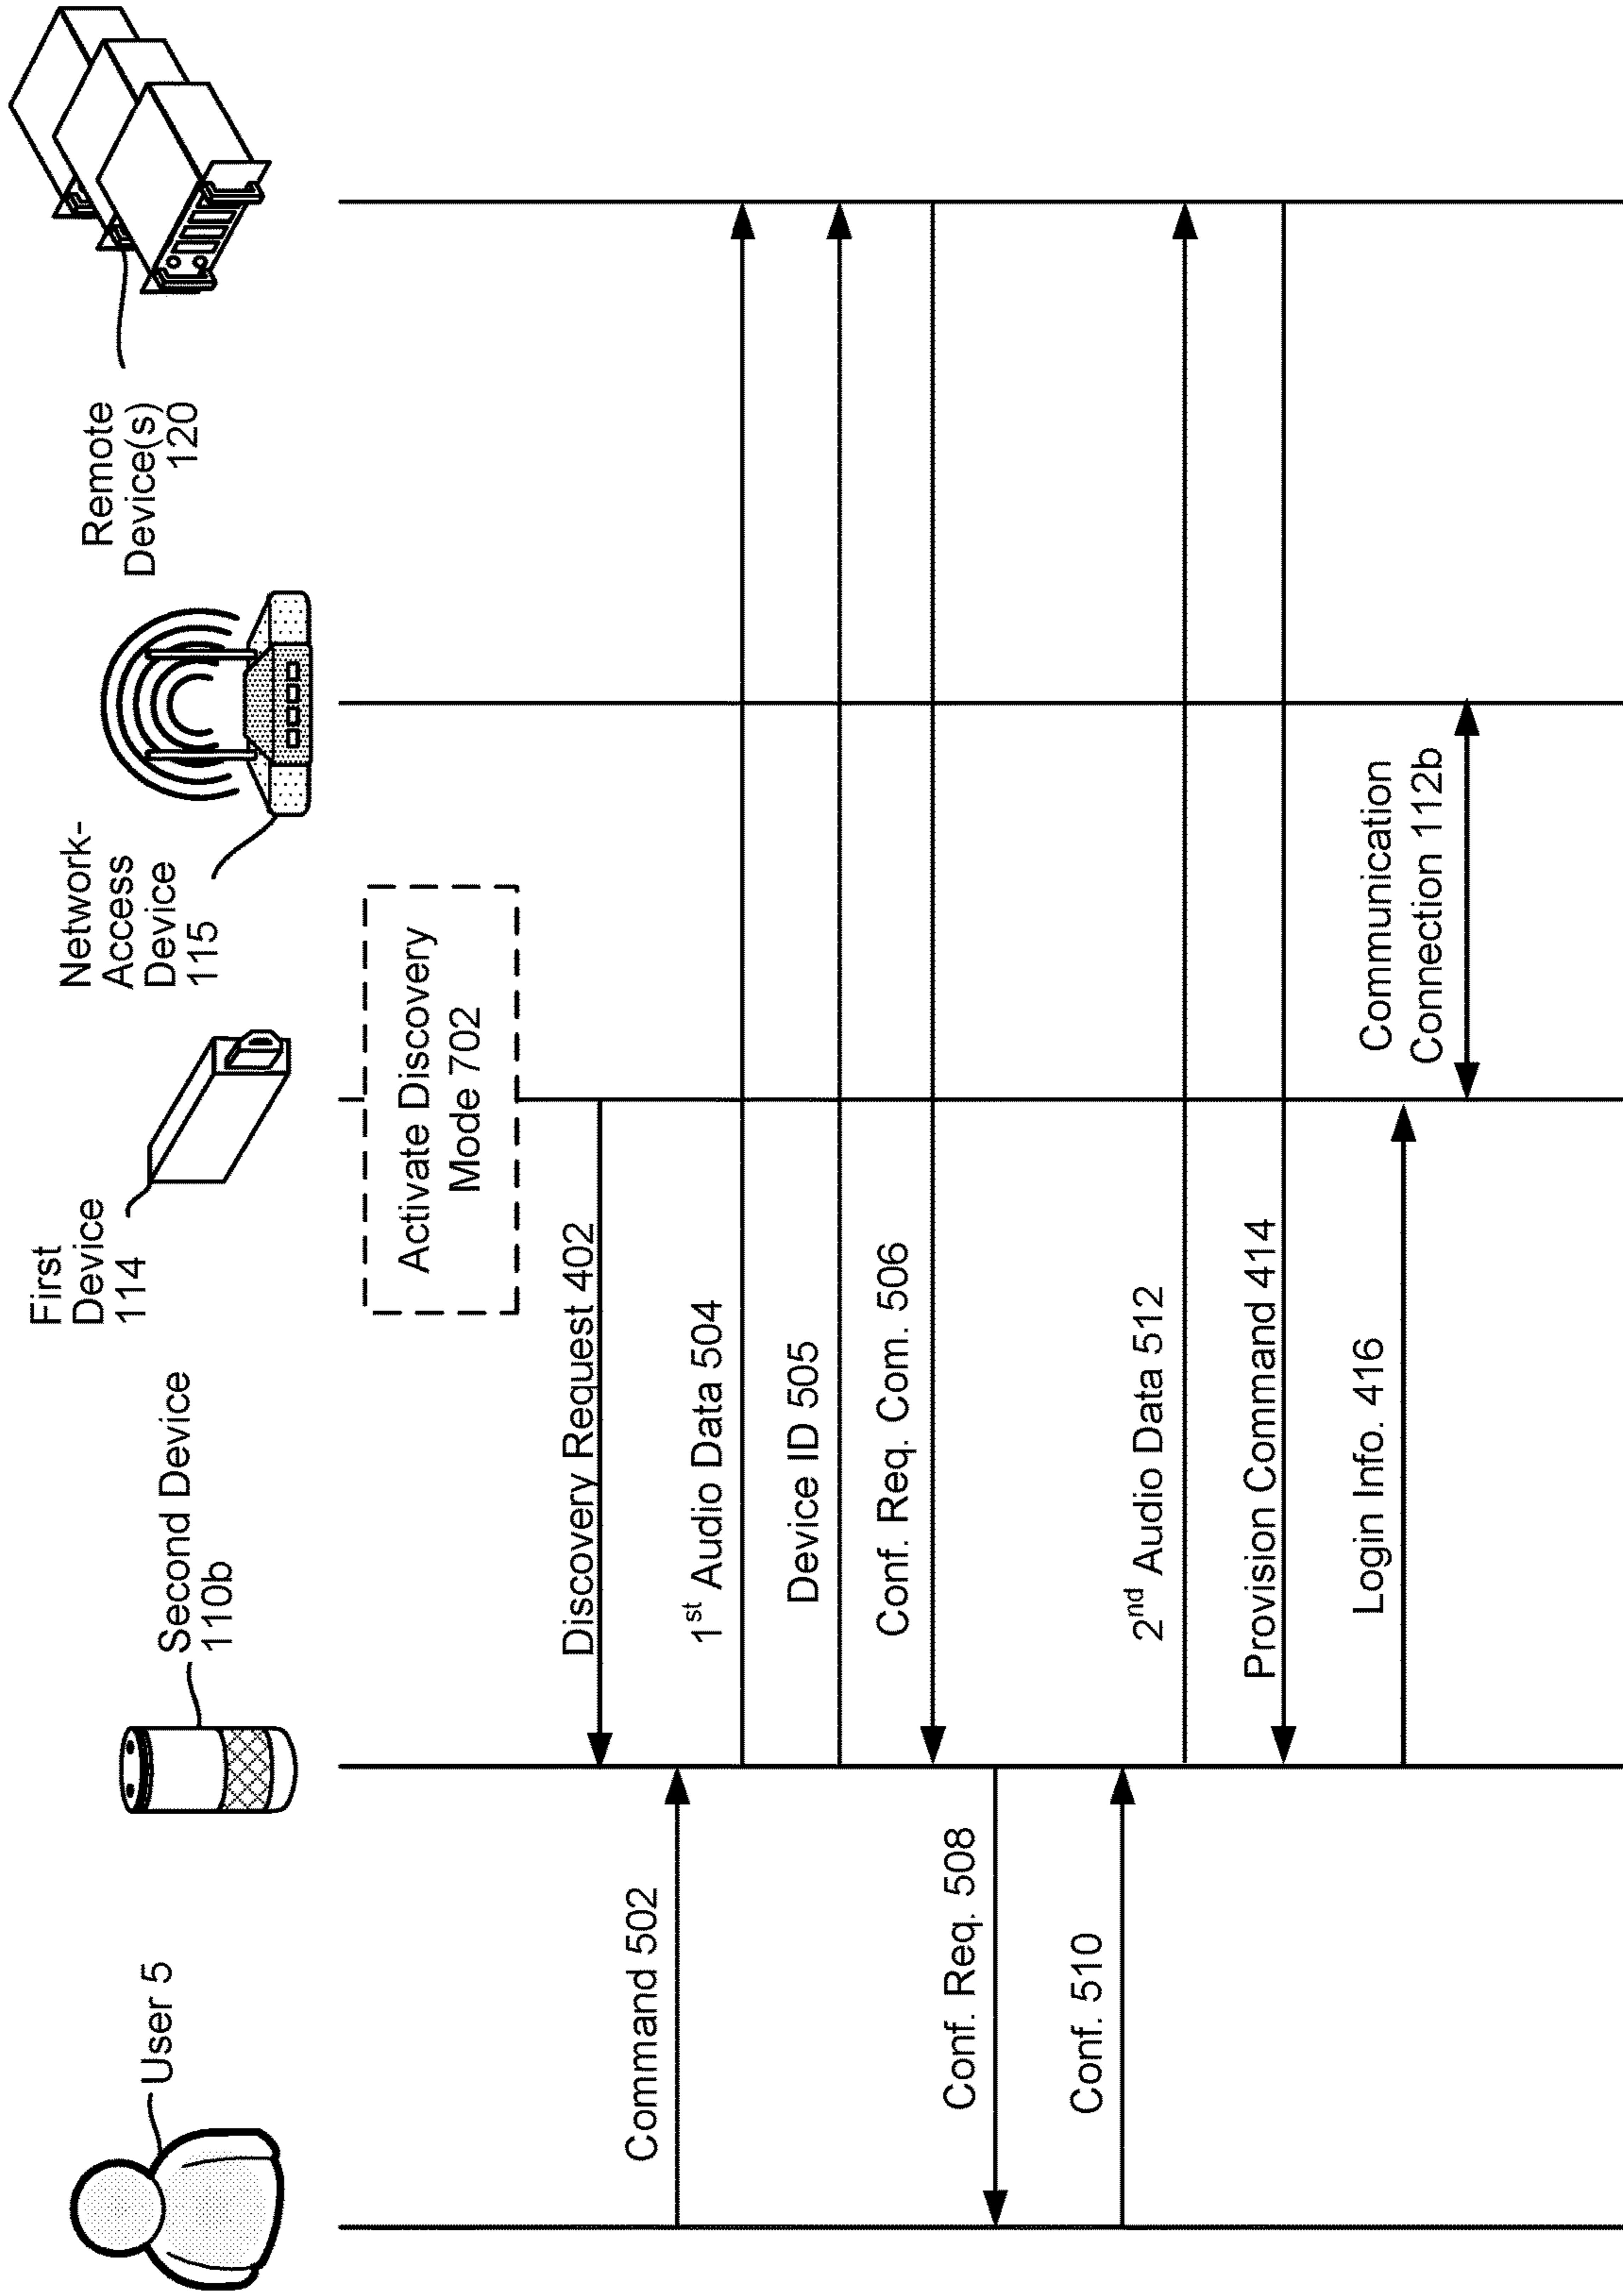 User 5
Second Device
110b
First
Device
114
Network-
Access
Device
115
Remote
Device(s)
120
Activate Discovery
Mode 702
Discovery Request 402
Command 502
1st Audio Data 504
Device ID 505
Conf. Req. Com. 506
Conf. Req. 508
Conf. 510
2nd Audio Data 512
Provision Command 414
Login Info. 416
Communication
Connection 112b